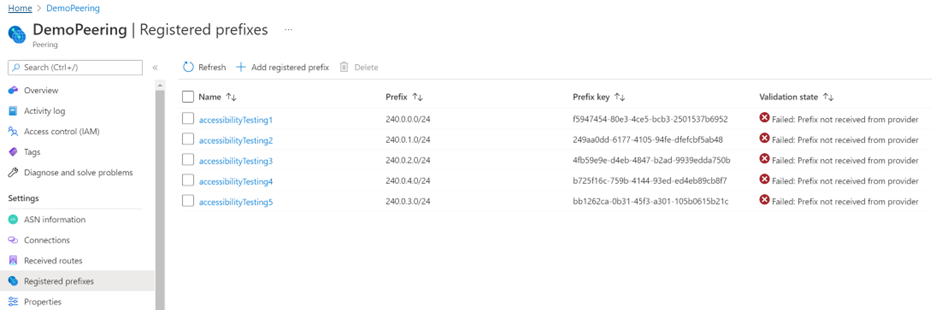 Home > DemoPeering
DemoPeering | Registered prefixes ...
Peering
Search (Ctrl+/) «
Overview
Activity log
Access control (IAM)
Tags
Diagnose and solve problems
Settings
ASN information
Connections
Received routes
Registered prefixes
Properties
Refresh + Add registered prefix Delete
Name ↑↓ Prefix ↑↓ Prefix key ↑↓ Validation state ↑↓
accessibilityTesting1 240.0.0.0/24 f5947454-80e3-4ce5-bcb3-2501537b6952 Failed: Prefix not received from provider
accessibilityTesting2 240.0.1.0/24 249aa0dd-6177-4105-94fe-dfefcbf5ab48 Failed: Prefix not received from provider
accessibilityTesting3 240.0.2.0/24 4fb59e9e-d4eb-4847-b2ad-9939edda750b Failed: Prefix not received from provider
accessibilityTesting4 240.0.4.0/24 b725f16c-759b-4144-93ed-ed4eb89cb8f7 Failed: Prefix not received from provider
accessibilityTesting5 240.0.3.0/24 bb1262ca-0b31-45f3-a301-105b0615b21c Failed: Prefix not received from provider